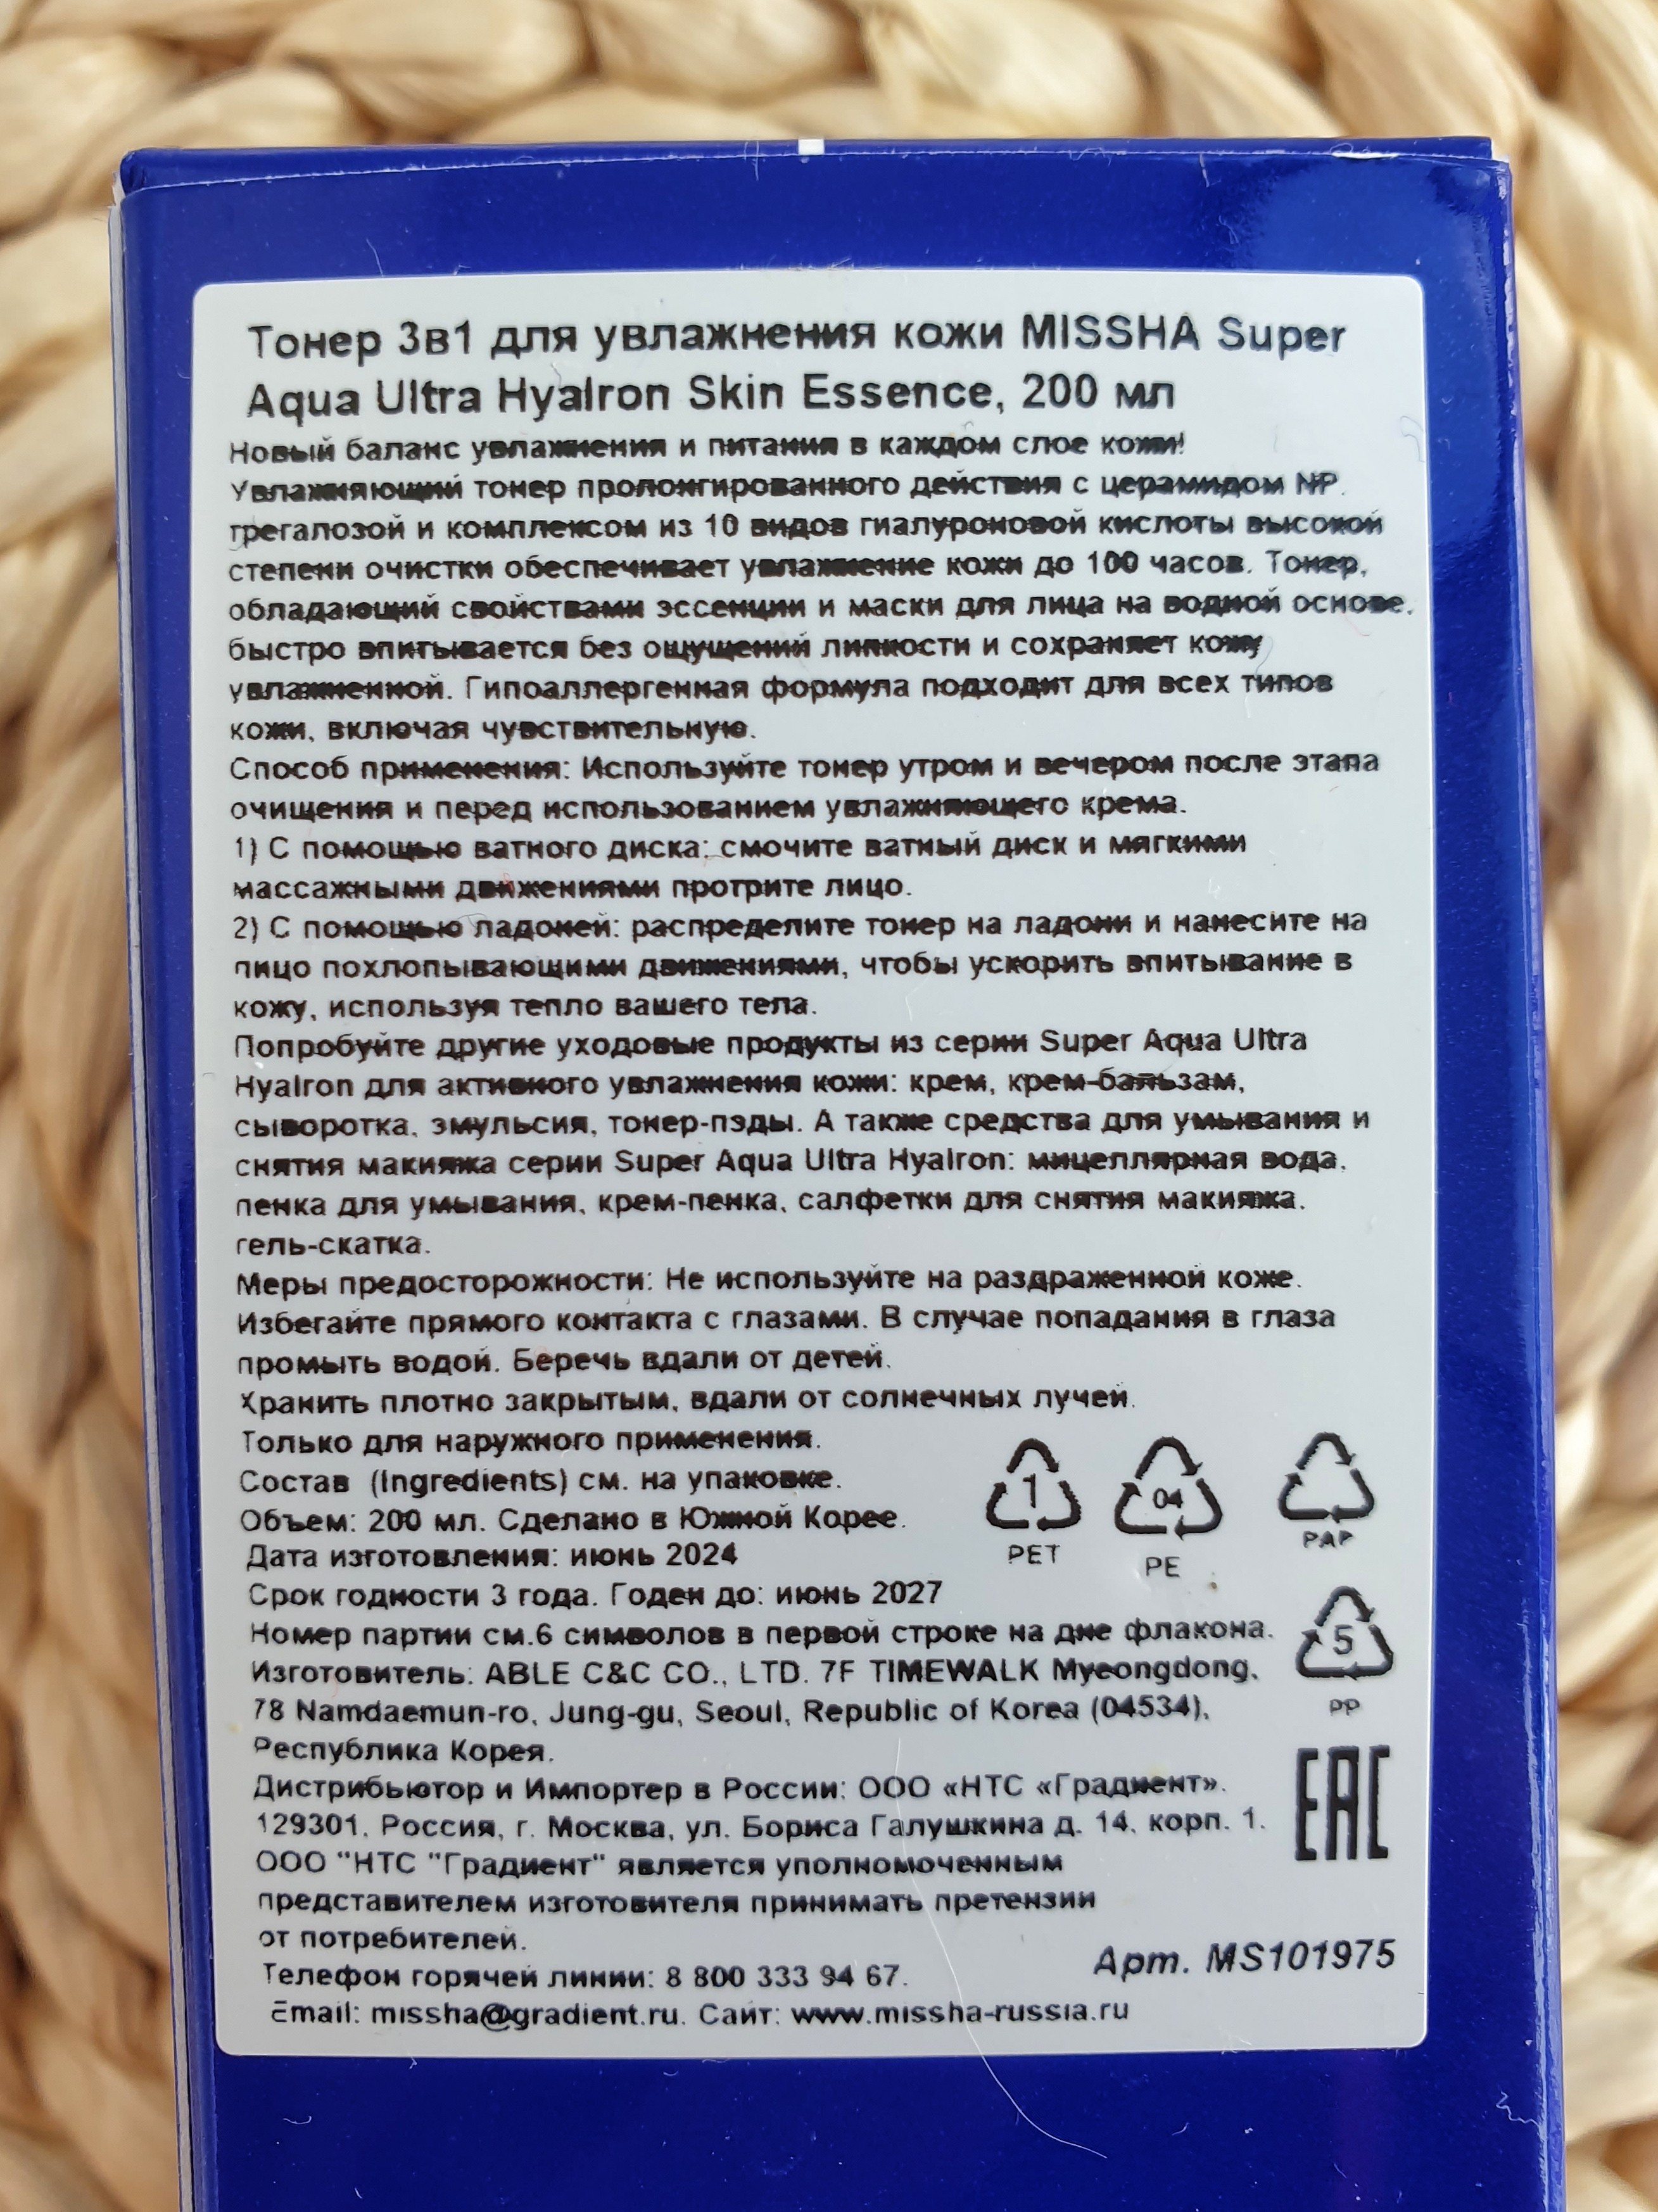 Тонер 3в1 для увлажнения кожи MISSHA Super
Aqua Ultra Hyalron Skin Essence, 200 мл
Новый баланс увлажнения и питания в каждом слое кожи!
Увлажняющий тонер пролонгированного действия с церамидом NP,
трегалозой и комплексом из 10 видов гиалуроновой кислоты высокой
степени очистки обеспечивает увлажнение кожи до 100 часов. Тонер,
обладающий свойствами эссенции и маски для лица на водной основе,
быстро впитывается без ощущений липкости и сохраняет кожу
увлажненной. Гипоаллергенная формула подходит для всех типов
кожи, включая чувствительную.
Способ применения: Используйте тонер утром и вечером после этапа
очищения и перед использованием увлажняющего крема.
1) С помощью ватного диска: смочите ватный диск и мягкими
массажными движениями протрите лицо.
2) С помощью ладоней: распределите тонер на ладони и нанесите на
лицо похлопывающими движениями, чтобы ускорить впитывание в
кожу, используя тепло вашего тела.
Попробуйте другие уходовые продукты из серии Super Aqua Ultra
Hyalron для активного увлажнения кожи: крем, крем-бальзам,
сыворотка, эмульсия, тонер-пэды. А также средства для умывания и
снятия макияжа серии Super Aqua Ultra Hyalron: мицеллярная вода,
пенка для умывания, крем-пенка, салфетки для снятия макияжа,
гель-скатка.
Меры предосторожности: Не используйте на раздраженной коже.
Избегайте прямого контакта с глазами. В случае попадания в глаза
промыть водой. Беречь вдали от детей.
Хранить плотно закрытым, вдали от солнечных лучей.
Только для наружного применения.
Состав (Ingredients) см. на упаковке.
Объем: 200 мл. Сделано в Южной Корее.
Дата изготовления: июнь 2024
Срок годности 3 года. Годен до: июнь 2027
1
PET
04
PE
PAP
Номер партии см.6 символов в первой строке на дне флакона.
Изготовитель: ABLE C&C CO., LTD. 7F TIMEWALK Myeongdong,
78 Namdaemun-ro, Jung-gu, Seoul, Republic of Korea (04534),
Республика Корея.
5
PP
Дистрибьютор и Импортер в России: ООО «НТС «Градиент».
129301, Россия, г. Москва, ул. Бориса Галушкина д. 14, корп. 1.
ООО "НТС "Градиент" является уполномоченным
представителем изготовителя принимать претензии
от потребителей.
EAC
Телефон горячей линии: 8 800 333 94 67.
Email: missha@gradient.ru. Сайт: www.missha-russia.ru
Арт. MS101975